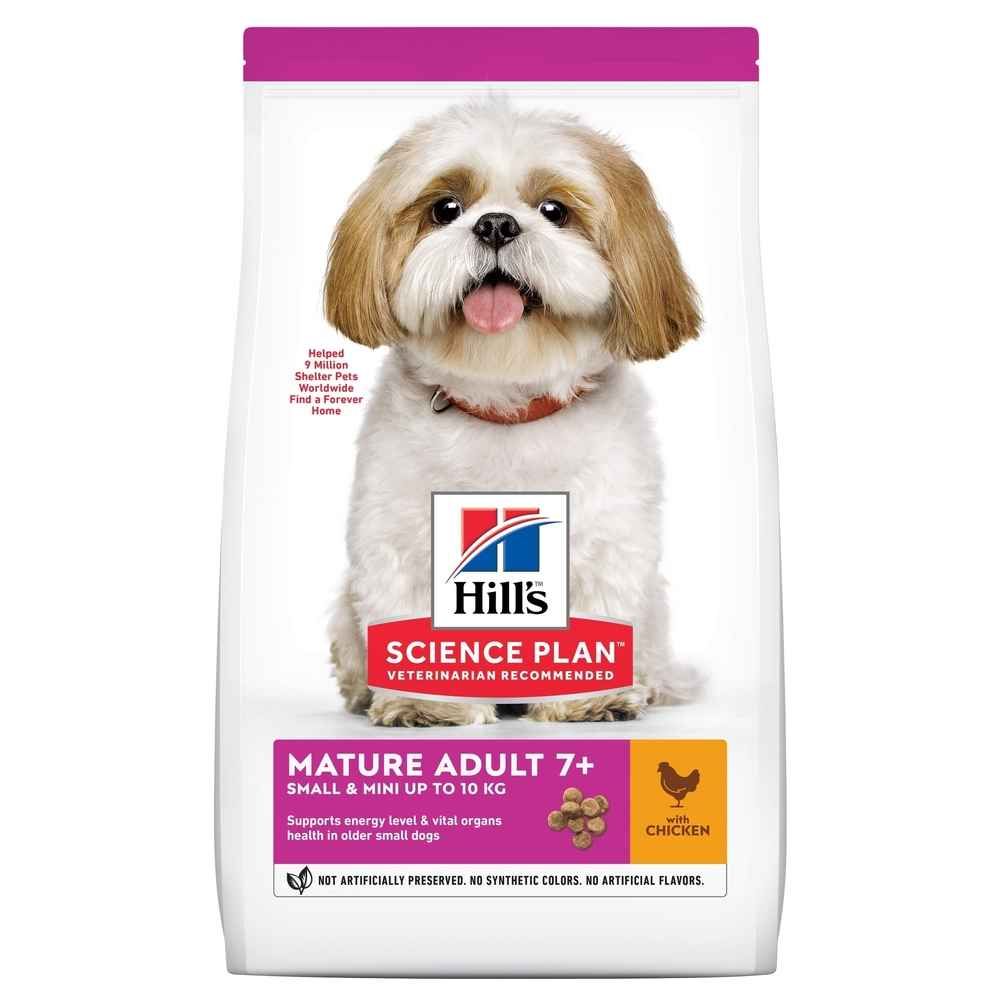 Helped
9 Million
Shelter Pets
Worldwide
Find a Forever
Home
Hill's™
SCIENCE PLAN™
VETERINARIAN RECOMMENDED
MATURE ADULT 7+
SMALL & MINI UP TO 10 KG
Supports energy level & vital organs
health in older small dogs
with
CHICKEN
NOT ARTIFICIALLY PRESERVED. NO SYNTHETIC COLORS. NO ARTIFICIAL FLAVORS.